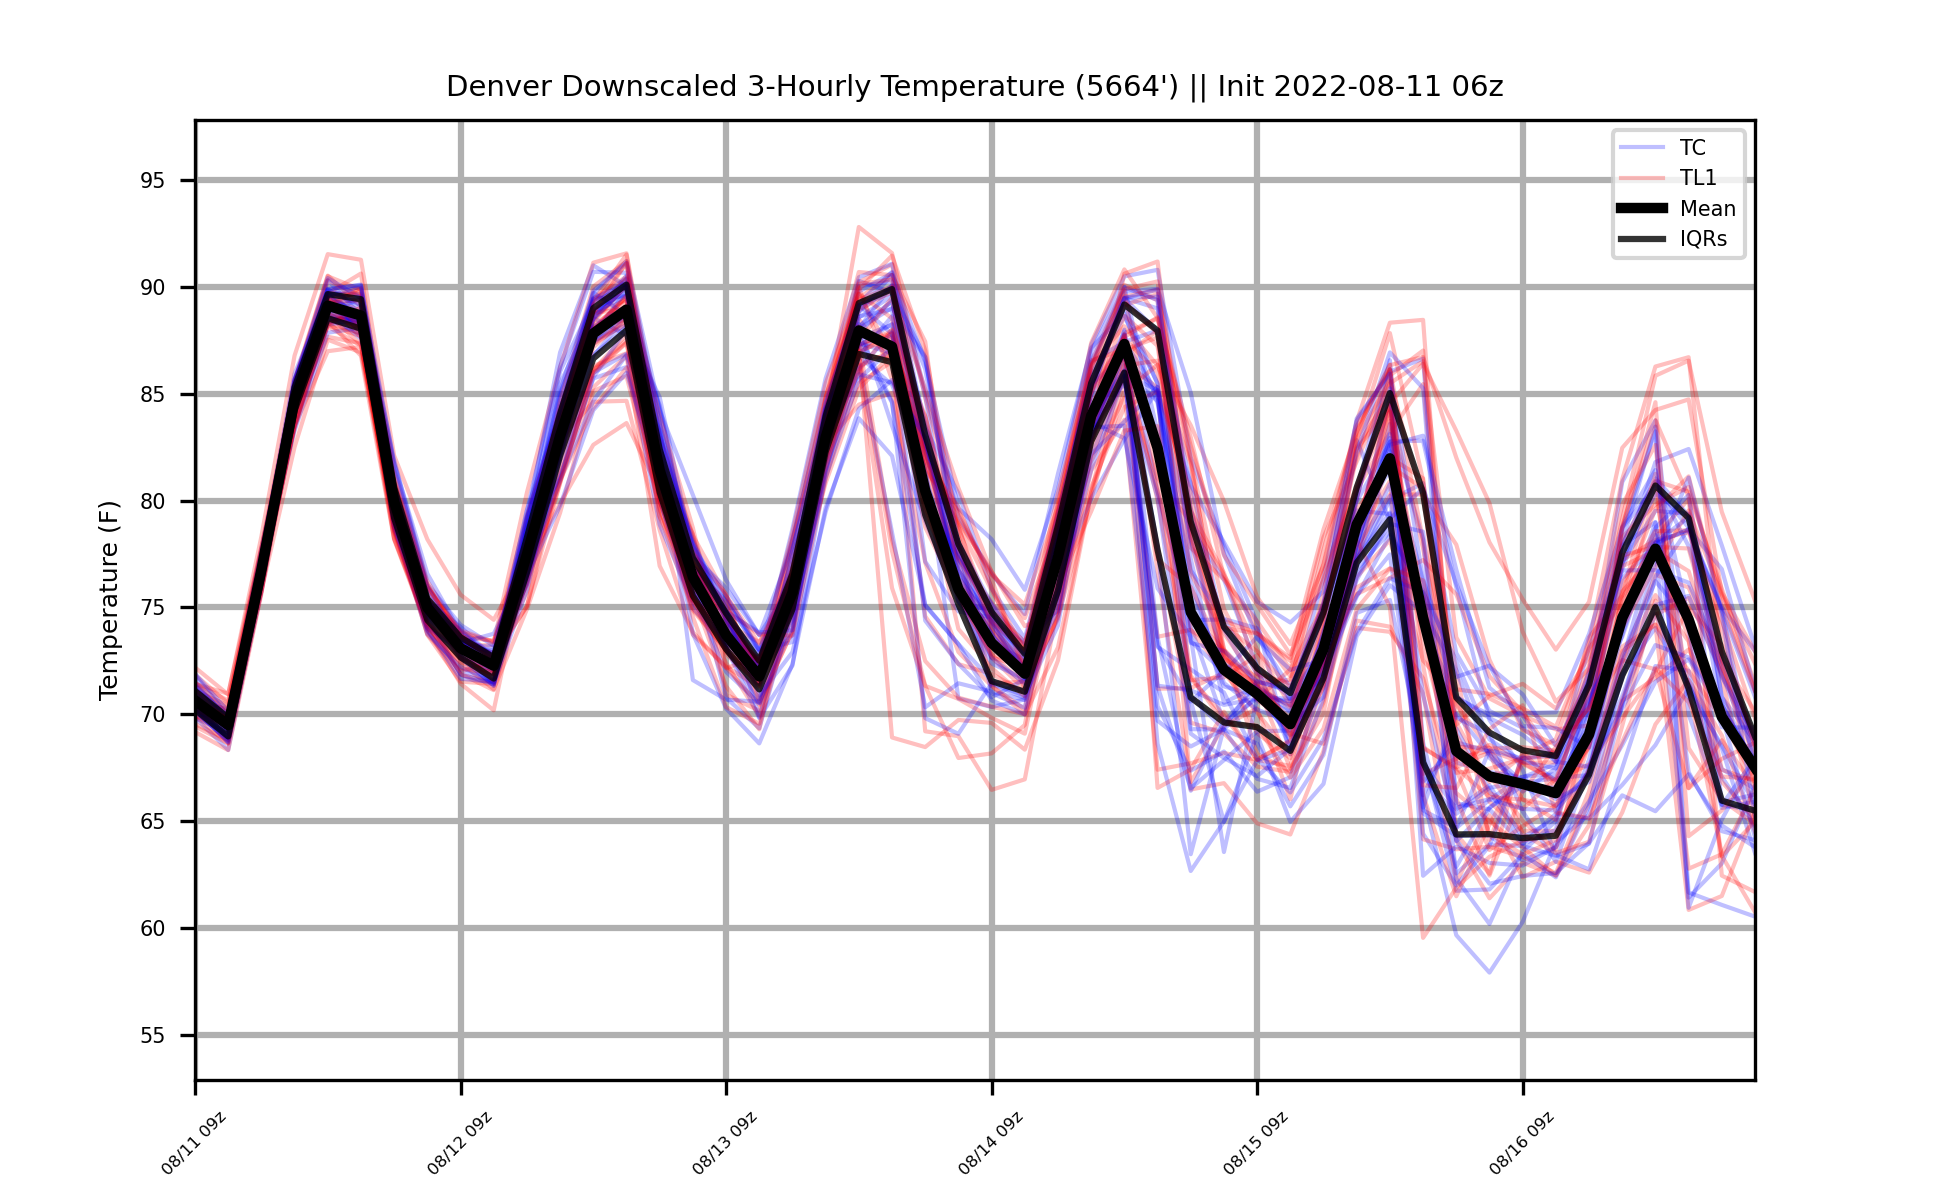 Denver Downscaled 3-Hourly Temperature (5664') || Init 2022-08-11 06z
TC
TL1
Mean
IQRs
Temperature (F)
95
90
85
80
75
70
65
60
55
08/11 09z
08/12 09z
08/13 09z
08/14 09z
08/15 09z
08/16 09z